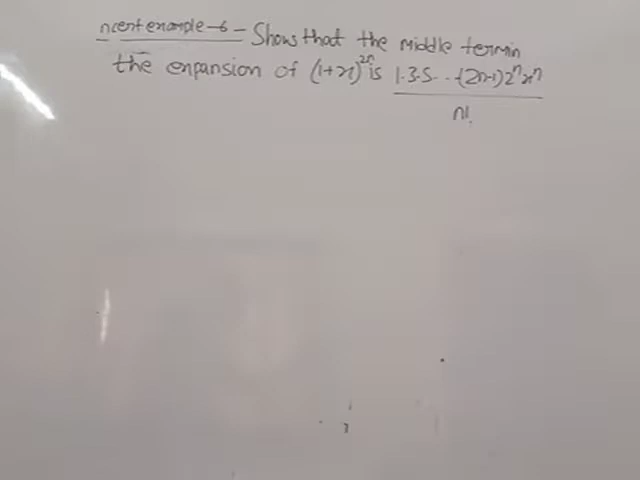 ncert example-6 - Shows that the middle term in
the expansion of (1+x)²ⁿ is 1.3.5...(2n-1)2ⁿxⁿ
n!